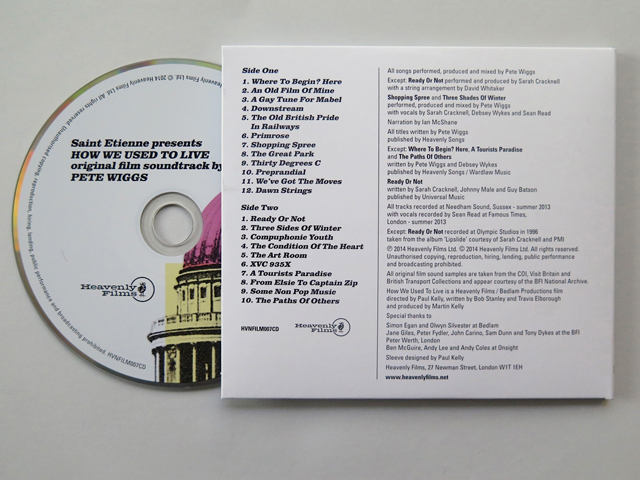 Saint Etienne presents
HOW WE USED TO LIVE
original film soundtrack by
PETE WIGGS
Heavenly
Films
℗ © 2014 Heavenly Films Ltd. All rights reserved. Unauthorised copying, reproduction, hiring, lending, public performance and broadcasting prohibited. HVNFILM007CD
Side One
1. Where To Begin? Here
2. An Old Film Of Mine
3. A Gay Tune For Mabel
4. Downstream
5. The Old British Pride
In Railways
6. Primrose
7. Shopping Spree
8. The Great Park
9. Thirty Degrees C
10. Preprandial
11. We've Got The Moves
12. Dawn Strings
Side Two
1. Ready Or Not
2. Three Sides Of Winter
3. Compuphonic Youth
4. The Condition Of The Heart
5. The Art Room
6. XVC 935X
7. A Tourists Paradise
8. From Elsie To Captain Zip
9. Some Non Pop Music
10. The Paths Of Others
HVNFILM007CD
Heavenly
Films
All songs performed, produced and mixed by Pete Wiggs
Except: Ready Or Not performed and produced by Sarah Cracknell
with a string arrangement by David Whitaker
Shopping Spree and Three Shades Of Winter
performed, produced and mixed by Pete Wiggs
with vocals by Sarah Cracknell, Debsey Wykes and Sean Read
Narration by Ian McShane
All titles written by Pete Wiggs
published by Heavenly Songs
Except: Where To Begin? Here, A Tourists Paradise
and The Paths Of Others
written by Pete Wiggs and Debsey Wykes
published by Heavenly Songs / Wardlaw Music
Ready Or Not
written by Sarah Cracknell, Johnny Male and Guy Batson
published by Universal Music
All tracks recorded at Needham Sound, Sussex - summer 2013
with vocals recorded by Sean Read at Famous Times,
London - summer 2013
Except: Ready Or Not recorded at Olympic Studios in 1996
taken from the album 'Lipslide' courtesy of Sarah Cracknell and PMI
℗ 2014 Heavenly Films Ltd. © 2014 Heavenly Films Ltd. All rights reserved.
Unauthorised copying, reproduction, hiring, lending, public performance
and broadcasting prohibited.
All original film sound samples are taken from the COI, Visit Britain and
British Transport Collections and appear courtesy of the BFI National Archive.
How We Used To Live is a Heavenly Films / Bedlam Productions film
directed by Paul Kelly, written by Bob Stanley and Travis Elborough
and produced by Martin Kelly
Special thanks to
Simon Egan and Olwyn Silvester at Bedlam
Jane Giles, Peter Fydler, John Carino, Sam Dunn and Tony Dykes at the BFI
Peter Werth, London
Ben McGuire, Andy Lee and Andy Coles at Onsight
Sleeve designed by Paul Kelly
Heavenly Films, 27 Newman Street, London W1T 1EH
www.heavenlyfilms.net